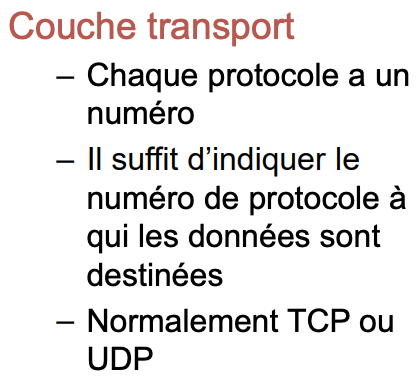 Couche transport
– Chaque protocole a un
numéro
– Il suffit d’indiquer le
numéro de protocole à
qui les données sont
destinées
– Normalement TCP ou
UDP